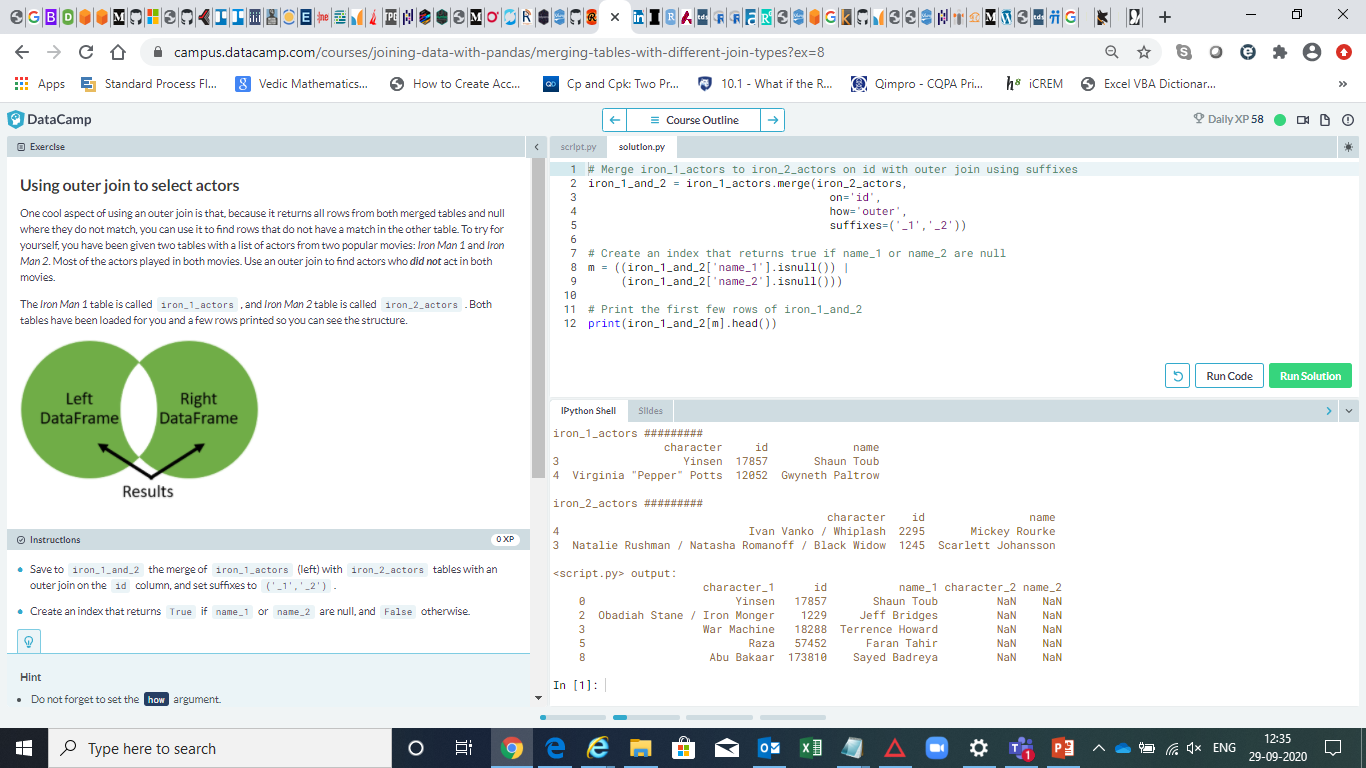 campus.datacamp.com/courses/joining-data-with-pandas/merging-tables-with-different-join-types?ex=8
Apps
Standard Process Fl...
Vedic Mathematics...
How to Create Acc...
Cp and Cpk: Two Pr...
10.1 - What if the R...
Qimpro - CQPA Pri...
iCREM
Excel VBA Dictionar...
DataCamp
Course Outline
Daily XP 58
Exercise
Using outer join to select actors
One cool aspect of using an outer join is that, because it returns all rows from both merged tables and null
where they do not match, you can use it to find rows that do not have a match in the other table. To try for
yourself, you have been given two tables with a list of actors from two popular movies: Iron Man 1 and Iron
Man 2. Most of the actors played in both movies. Use an outer join to find actors who did not act in both
movies.
The Iron Man 1 table is called iron_1_actors , and Iron Man 2 table is called iron_2_actors . Both
tables have been loaded for you and a few rows printed so you can see the structure.
Left
DataFrame
Right
DataFrame
Results
Instructions
0 XP
Save to iron_1_and_2 the merge of iron_1_actors (left) with iron_2_actors tables with an
outer join on the id column, and set suffixes to ('_1','_2') .
Create an index that returns True if name_1 or name_2 are null, and False otherwise.
Hint
Do not forget to set the how argument.
script.py
solution.py
1 # Merge iron_1_actors to iron_2_actors on id with outer join using suffixes
2 iron_1_and_2 = iron_1_actors.merge(iron_2_actors,
3 on='id',
4 how='outer',
5 suffixes=('_1','_2'))
6
7 # Create an index that returns true if name_1 or name_2 are null
8 m = ((iron_1_and_2['name_1'].isnull()) |
9 (iron_1_and_2['name_2'].isnull()))
10
11 # Print the first few rows of iron_1_and_2
12 print(iron_1_and_2[m].head())
Run Code
Run Solution
IPython Shell
Slides
iron_1_actors #########
character id name
3 Yinsen 17857 Shaun Toub
4 Virginia "Pepper" Potts 12052 Gwyneth Paltrow
iron_2_actors #########
character id name
4 Ivan Vanko / Whiplash 2295 Mickey Rourke
3 Natalie Rushman / Natasha Romanoff / Black Widow 1245 Scarlett Johansson
<script.py> output:
character_1 id name_1 character_2 name_2
0 Yinsen 17857 Shaun Toub NaN NaN
2 Obadiah Stane / Iron Monger 1229 Jeff Bridges NaN NaN
3 War Machine 18288 Terrence Howard NaN NaN
5 Raza 57452 Faran Tahir NaN NaN
8 Abu Bakaar 173810 Sayed Badreya NaN NaN
In [1]:
Type here to search
ENG
12:35
29-09-2020